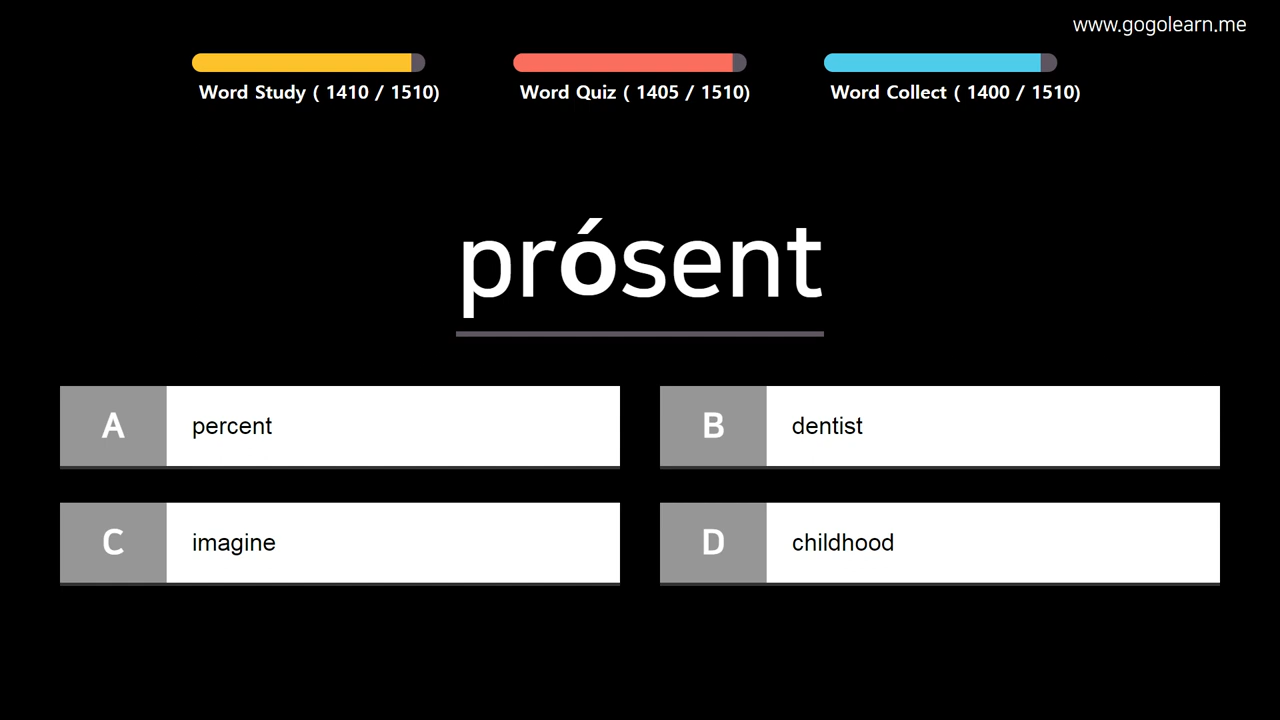 www.gogolearn.me
Word Study ( 1410 / 1510)
Word Quiz ( 1405 / 1510)
Word Collect ( 1400 / 1510)
prósent
A percent
B dentist
C imagine
D childhood